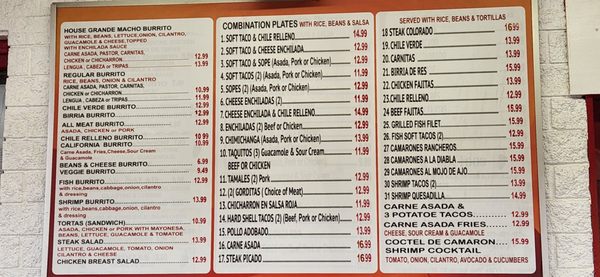 HOUSE GRANDE MACHO BURRITO
WITH RICE, BEANS, LETTUCE, ONION, CILANTRO,
GUACAMOLE & CHEESE, TOPPED
WITH ENCHILADA SAUCE
CARNE ASADA, PASTOR, CARNITAS,
CHICKEN or CHICHARRON 12.99
LENGUA, CABEZA or TRIPAS 13.99
REGULAR BURRITO
RICE, BEANS, ONION & CILANTRO
CARNE ASADA, PASTOR, CARNITAS,
CHICKEN or CHICHARRON 10.99
LENGUA, CABEZA or TRIPAS 11.99
CHILE VERDE BURRITO 12.99
BIRRIA BURRITO 12.99
ALL MEAT BURRITO 12.99
ASADA, CHICKEN or PORK
CHILE RELLENO BURRITO 10.99
CALIFORNIA BURRITO 10.99
Carne Asada, Fries, Cheese, Sour Cream
& Guacamole
BEANS & CHEESE BURRITO 6.99
VEGGIE BURRITO 9.49
FISH BURRITO 12.99
with rice, beans, cabbage, onion, cilantro
& dressing
SHRIMP BURRITO 13.99
with rice, beans, cabbage, onion, cilantro
& dressing
TORTAS (SANDWICH) 10.99
ASADA, CHICKEN or PORK WITH MAYONESA,
BEANS, LETTUCE, GUACAMOLE & TOMATOE
STEAK SALAD 13.99
LETTUCE, GUACAMOLE, TOMATO, ONION
CILANTRO & CHEESE
CHICKEN BREAST SALAD 12.99
COMBINATION PLATES WITH RICE, BEANS & SALSA
1. SOFT TACO & CHILE RELLENO 14.99
2. SOFT TACO & CHEESE ENCHILADA 12.99
3. SOFT TACO & SOPE (Asada, Pork or Chicken) 12.99
4. SOFT TACOS (2) (Asada, Pork or Chicken) 12.99
5. SOPES (2) (Asada, Pork or Chicken) 12.99
6. CHEESE ENCHILADAS (2) 11.99
7. CHEESE ENCHILADA & CHILE RELLENO 14.99
8. ENCHILADAS (2) Beef or Chicken 12.99
9. CHIMICHANGA (Asada, Pork or Chicken) 13.99
10. TAQUITOS (5) Guacamole & Sour Cream 11.99
BEEF OR CHICKEN
11. TAMALES (2) Pork 12.99
12. (2) GORDITAS ( Choice of Meat) 12.99
13. CHICHARRON EN SALSA ROJA 11.99
14. HARD SHELL TACOS (2) (Beef, Pork or Chicken) 12.99
15. POLLO ADOBADO 13.99
16. CARNE ASADA 16.99
17. STEAK PICADO 17.99
SERVED WITH RICE, BEANS & TORTILLAS
18 STEAK COLORADO 16.99
19. CHILE VERDE 13.99
20. CARNITAS 13.99
21. BIRRIA DE RES 15.99
22. CHICKEN FAJITAS 13.99
23. CHILE RELLENO 12.99
24 BEEF FAJITAS 15.99
25. GRILLED FISH FILET 15.99
26. FISH SOFT TACOS (2) 12.99
27 CAMARONES RANCHEROS 15.99
28 CAMARONES A LA DIABLA 15.99
29 CAMARONES AL MOJO DE AJO 15.99
30 SHRIMP TACOS (2) 13.99
31 SHRIMP QUESADILLA 14.99
CARNE ASADA &
3 POTATOE TACOS 12.99
CARNE ASADA FRIES 12.99
CHEESE, SOUR CREAM & GUACAMOLE
COCTEL DE CAMARON 15.99
SHRIMP COCKTAIL
TOMATO, ONION, CILANTRO, AVOCADO & CUCUMBERS